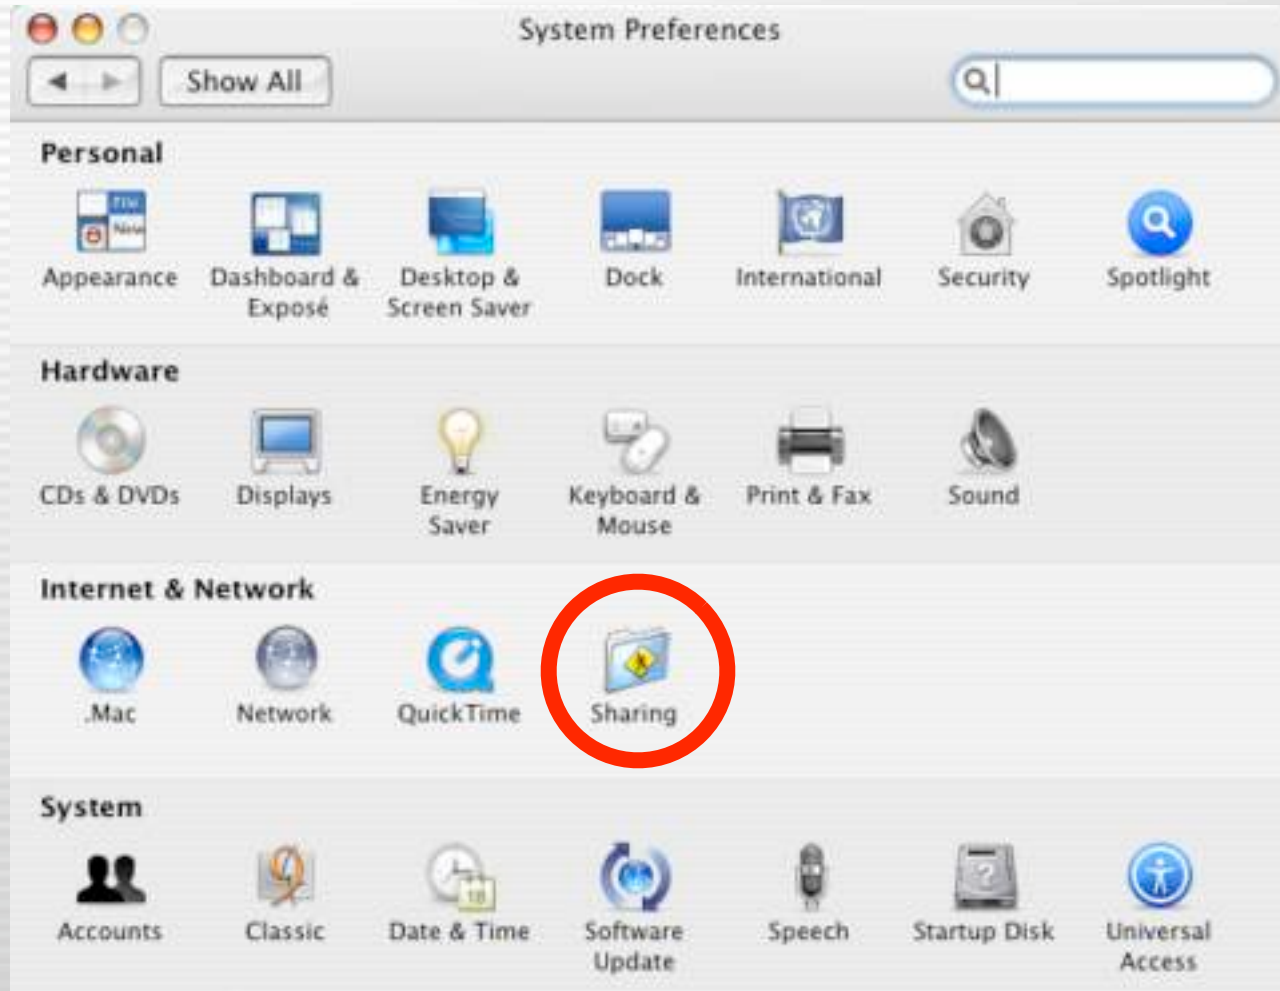 System Preferences
Show All
Personal
Appearance
Dashboard &
Exposé
Desktop &
Screen Saver
Dock
International
Security
Spotlight
Hardware
CDs & DVDs
Displays
Energy
Saver
Keyboard &
Mouse
Print & Fax
Sound
Internet & Network
.Mac
Network
QuickTime
Sharing
System
Accounts
Classic
Date & Time
Software
Update
Speech
Startup Disk
Universal
Access
18